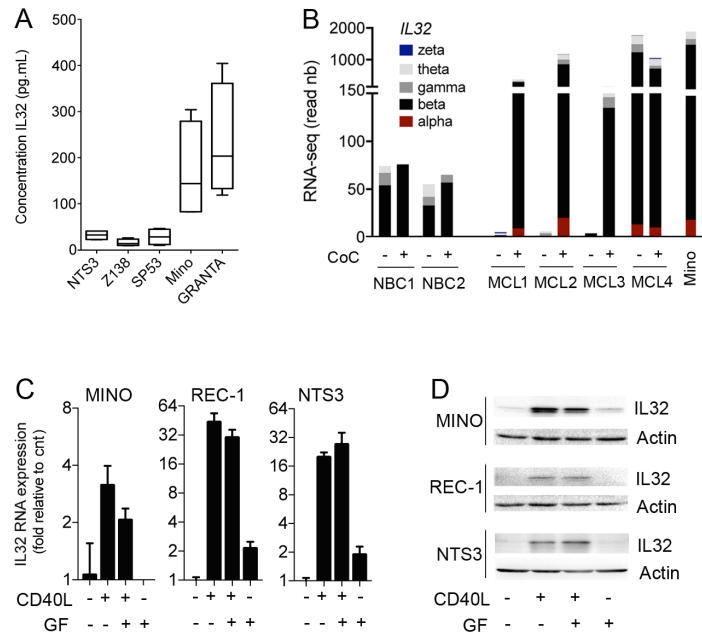 A
Concentration IL32 (pg.mL)
500
400
300
200
100
0
NTS3
Z138
SP53
Mino
GRANTA
B
RNA-seq (read nb)
2000
1000
150
100
50
0
IL32
zeta
theta
gamma
beta
alpha
CoC - + - + - + - + - + - +
NBC1 NBC2 MCL1 MCL2 MCL3 MCL4 Mino
C
MINO REC-1 NTS3
IL32 RNA expression
(fold relative to cnt)
8
4
2
1
64
32
16
8
4
2
1
64
32
16
8
4
2
1
CD40L - + + - - + + - - + + -
GF + + + + + +
D
MINO
IL32
Actin
REC-1
IL32
Actin
NTS3
IL32
Actin
CD40L - + + -
GF - - + +